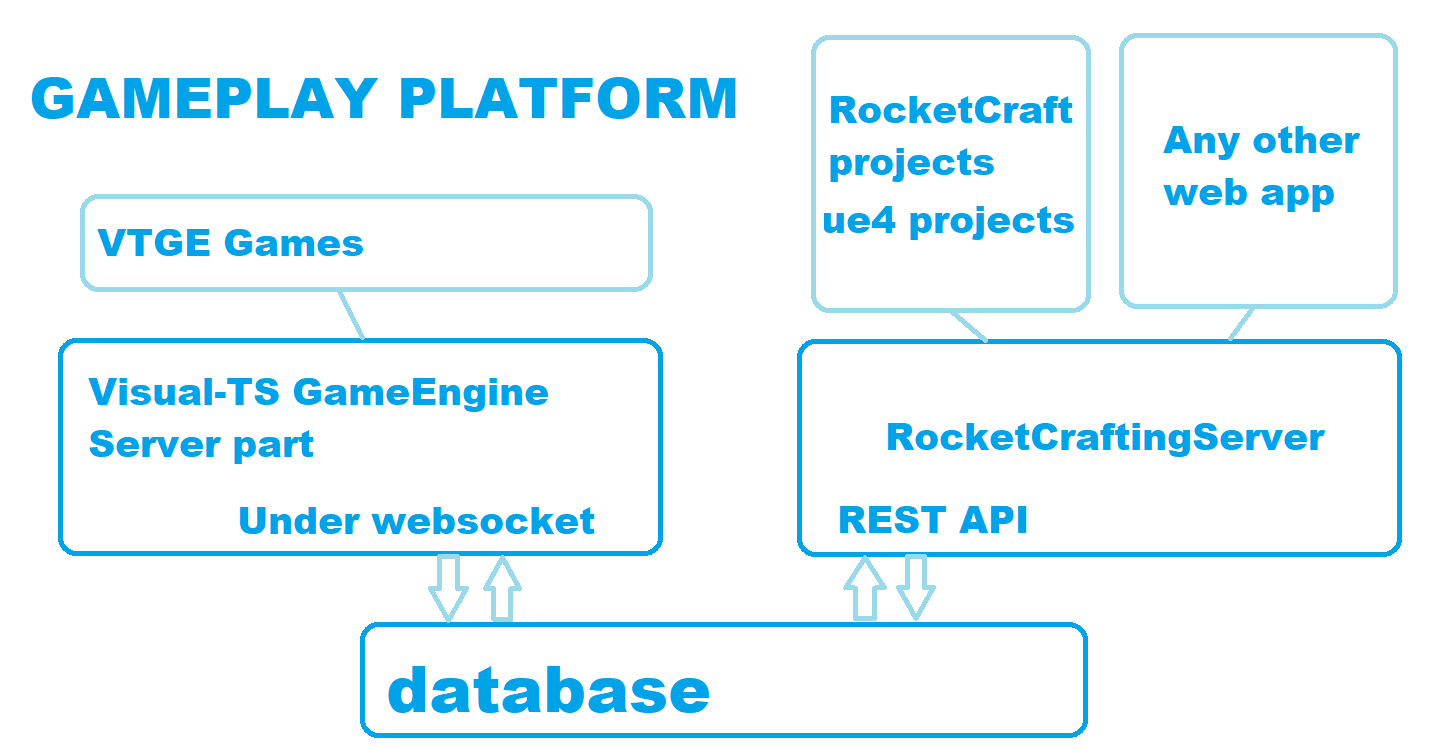 GAMEPLAY PLATFORM
RocketCraft
projects
ue4 projects
Any other
web app
VTGE Games
Visual-TS GameEngine
Server part
Under websocket
RocketCraftingServer
REST API
database